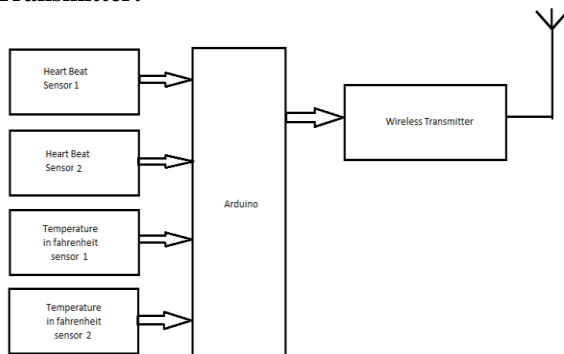 Transmitter:
Heart Beat
Sensor 1
Heart Beat
Sensor 2
Temperature
in fahrenheit
sensor 1
Temperature
in fahrenheit
sensor 2
Arduino
Wireless Transmitter